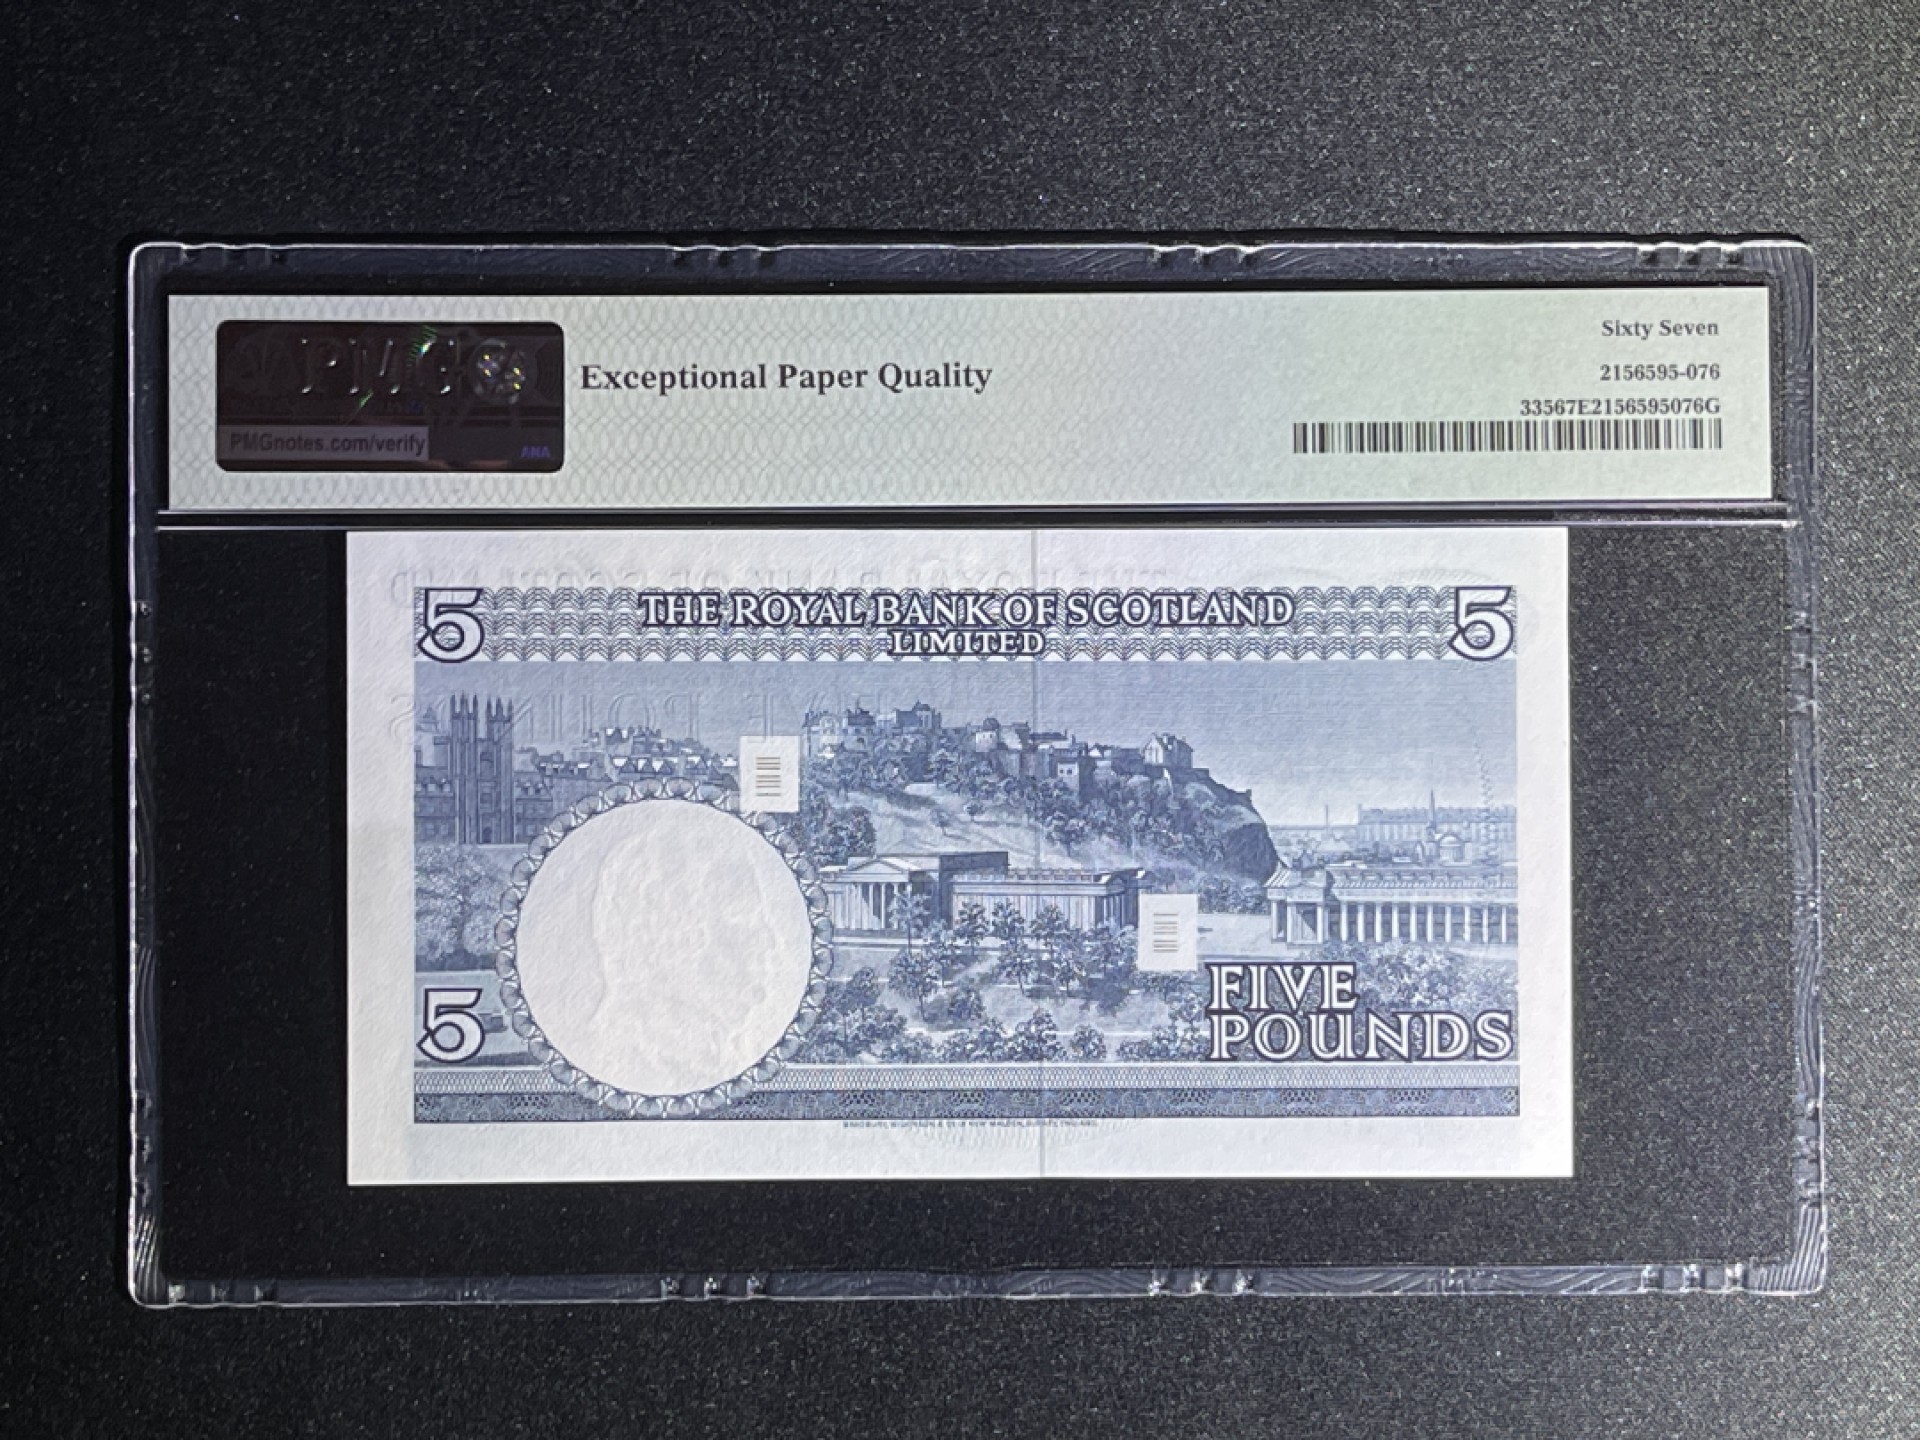 PMG
PMGnotes.com/verify
ANA
Exceptional Paper Quality
Sixty Seven
2156595-076
33567E2156595076G
5 THE ROYAL BANK OF SCOTLAND 5
LIMITED
5
FIVE
POUNDS